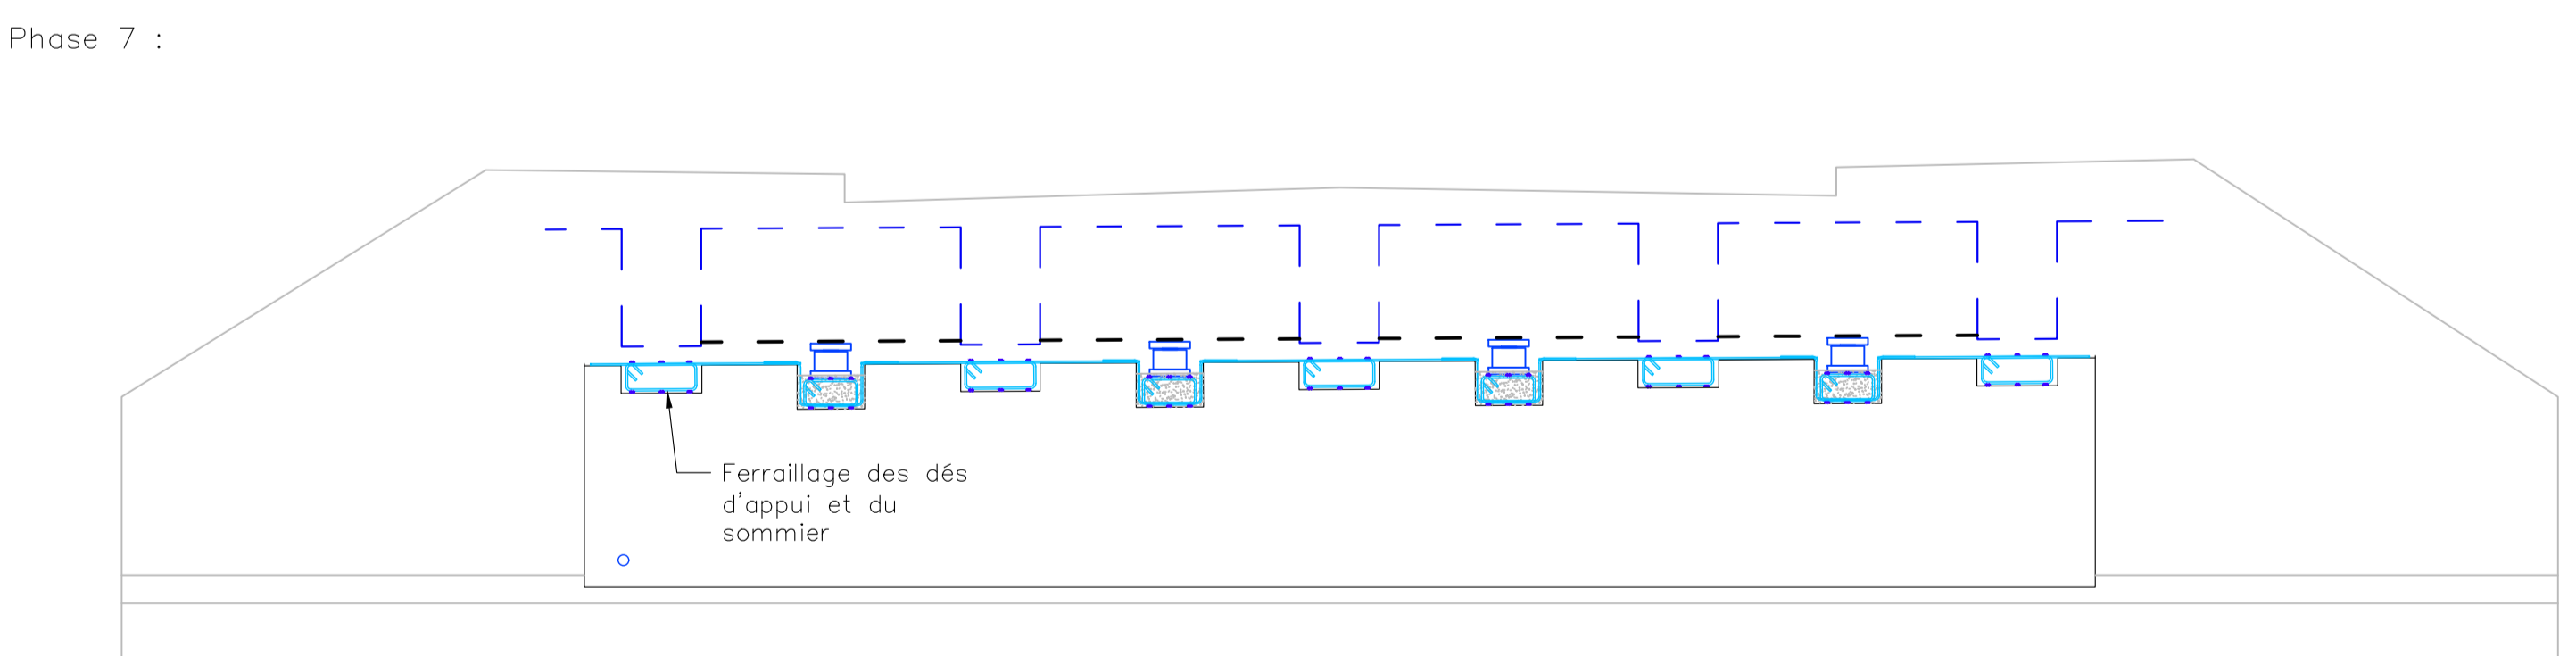 Phase 7 :
Ferraillage des dés
d'appui et du
sommier